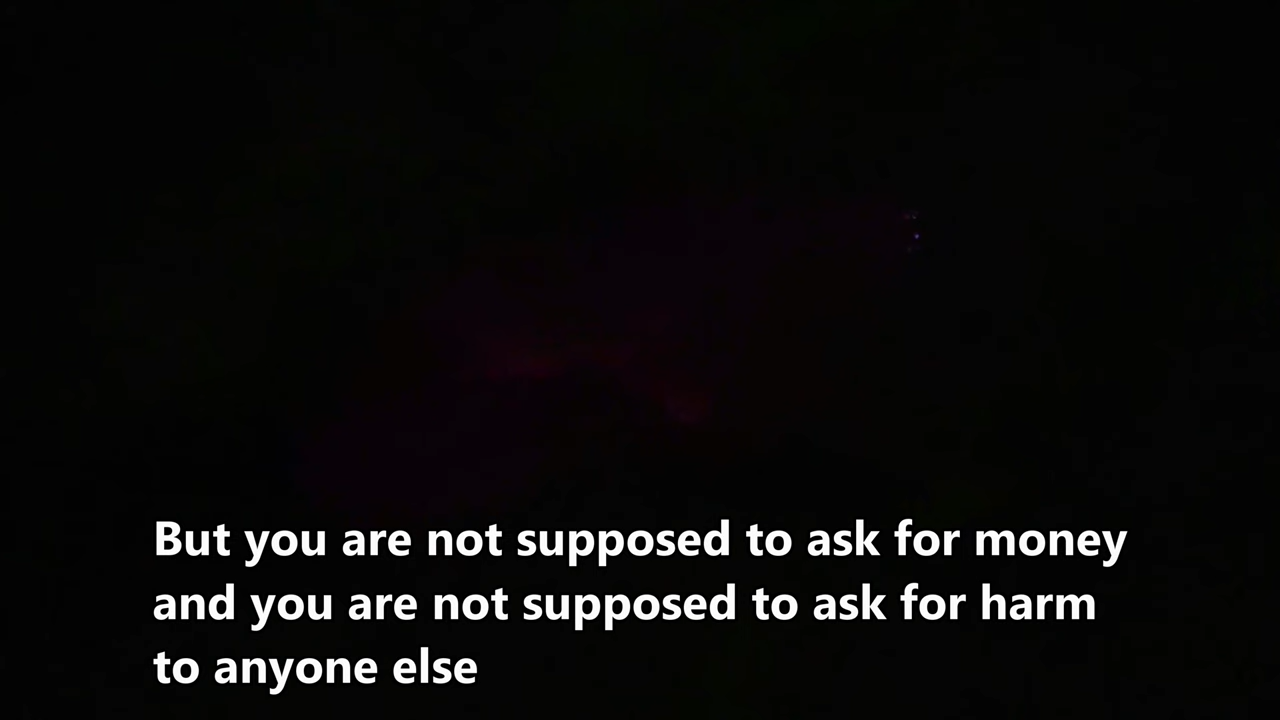 But you are not supposed to ask for money
and you are not supposed to ask for harm
to anyone else